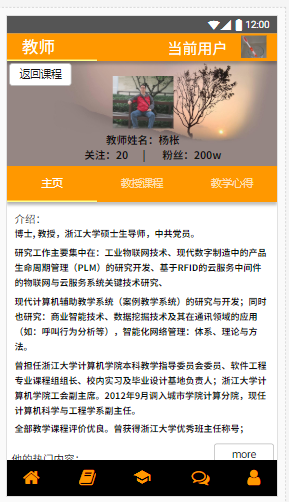 12:00
教师
当前用户
返回课程
教师姓名：杨枨
关注：20 | 粉丝：200w
主页
教授课程
教学心得
介绍：
博士,教授，浙江大学硕士生导师，中共党员。
研究工作主要集中在：工业物联网技术、现代数字制造中的产品
生命周期管理（PLM）的研究开发、基于RFID的云服务中间件
的物联网与云服务系统关键技术研究、
现代计算机辅助教学系统（案例教学系统）的研究与开发；同时
也研究：商业智能技术、数据挖掘技术及其在通讯领域的应用
（如：呼叫行为分析等），智能化网络管理：体系、理论与方
法。
曾担任浙江大学计算机学院本科教学指导委员会委员、软件工程
专业课程组组长、校内实习及毕业设计基地负责人；浙江大学计
算机学院工会副主席。2012年9月调入城市学院计算分院，现任
计算机科学与工程学系副主任。
全部教学课程评价优良。曾获得浙江大学优秀班主任称号；
他的热门内容：
more